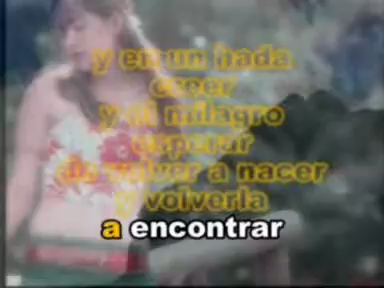 y en un hada
creer
y el milagro
esperar
de volver a nacer
y volverla
a encontrar